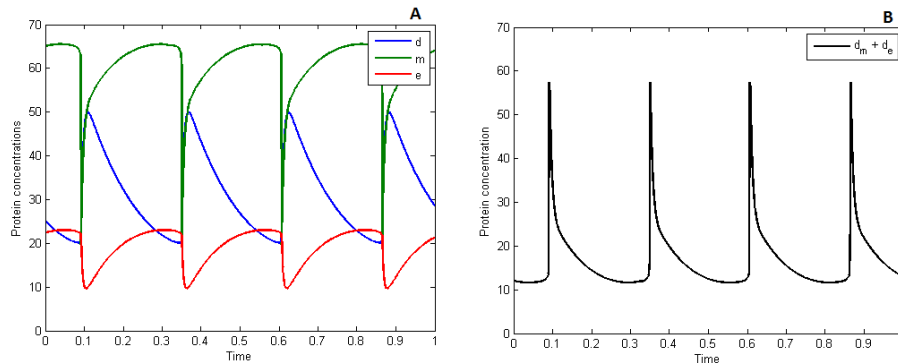 A
70
60
50
40
30
20
10
0
Protein concentrations
d
m
e
0 0.1 0.2 0.3 0.4 0.5 0.6 0.7 0.8 0.9 1
Time
B
70
60
50
40
30
20
10
0
Protein concentration
d_m + d_e
0 0.1 0.2 0.3 0.4 0.5 0.6 0.7 0.8 0.9
Time